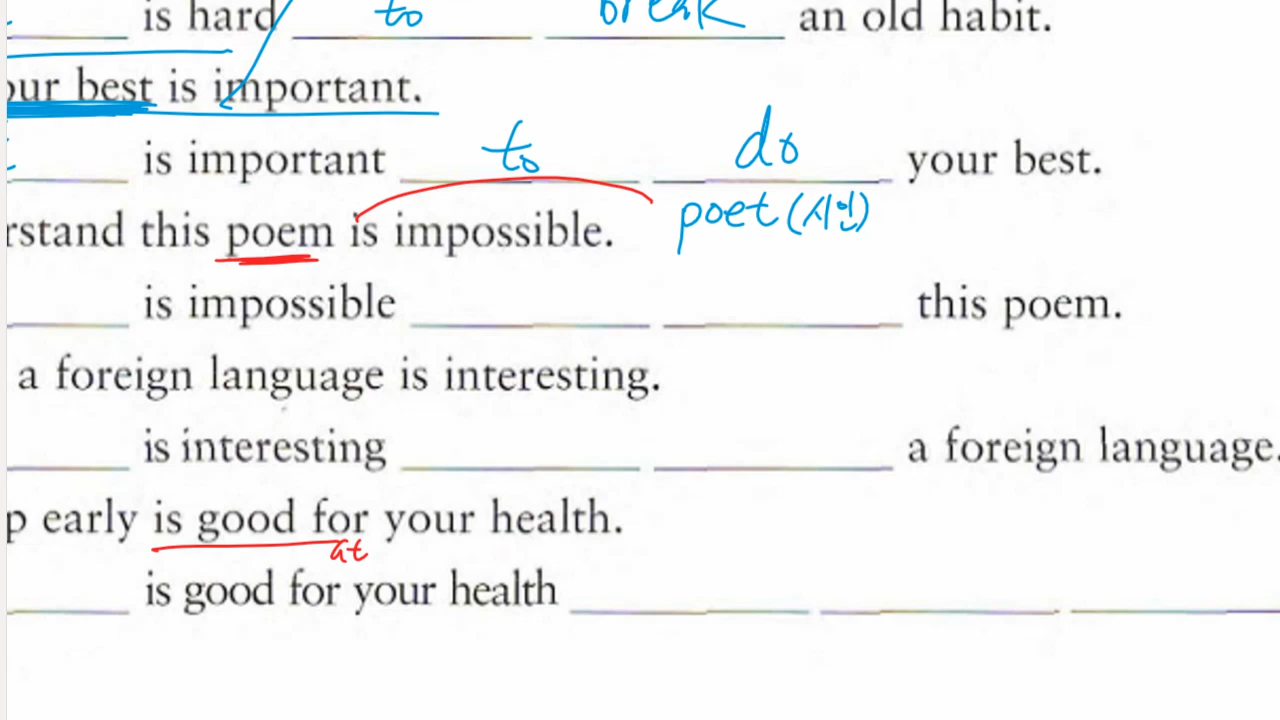 is hard to break an old habit.
our best is important.
is important to do your best.
poet (시인)
rstand this poem is impossible.
is impossible this poem.
a foreign language is interesting.
is interesting a foreign language.
p early is good for your health.
at
is good for your health